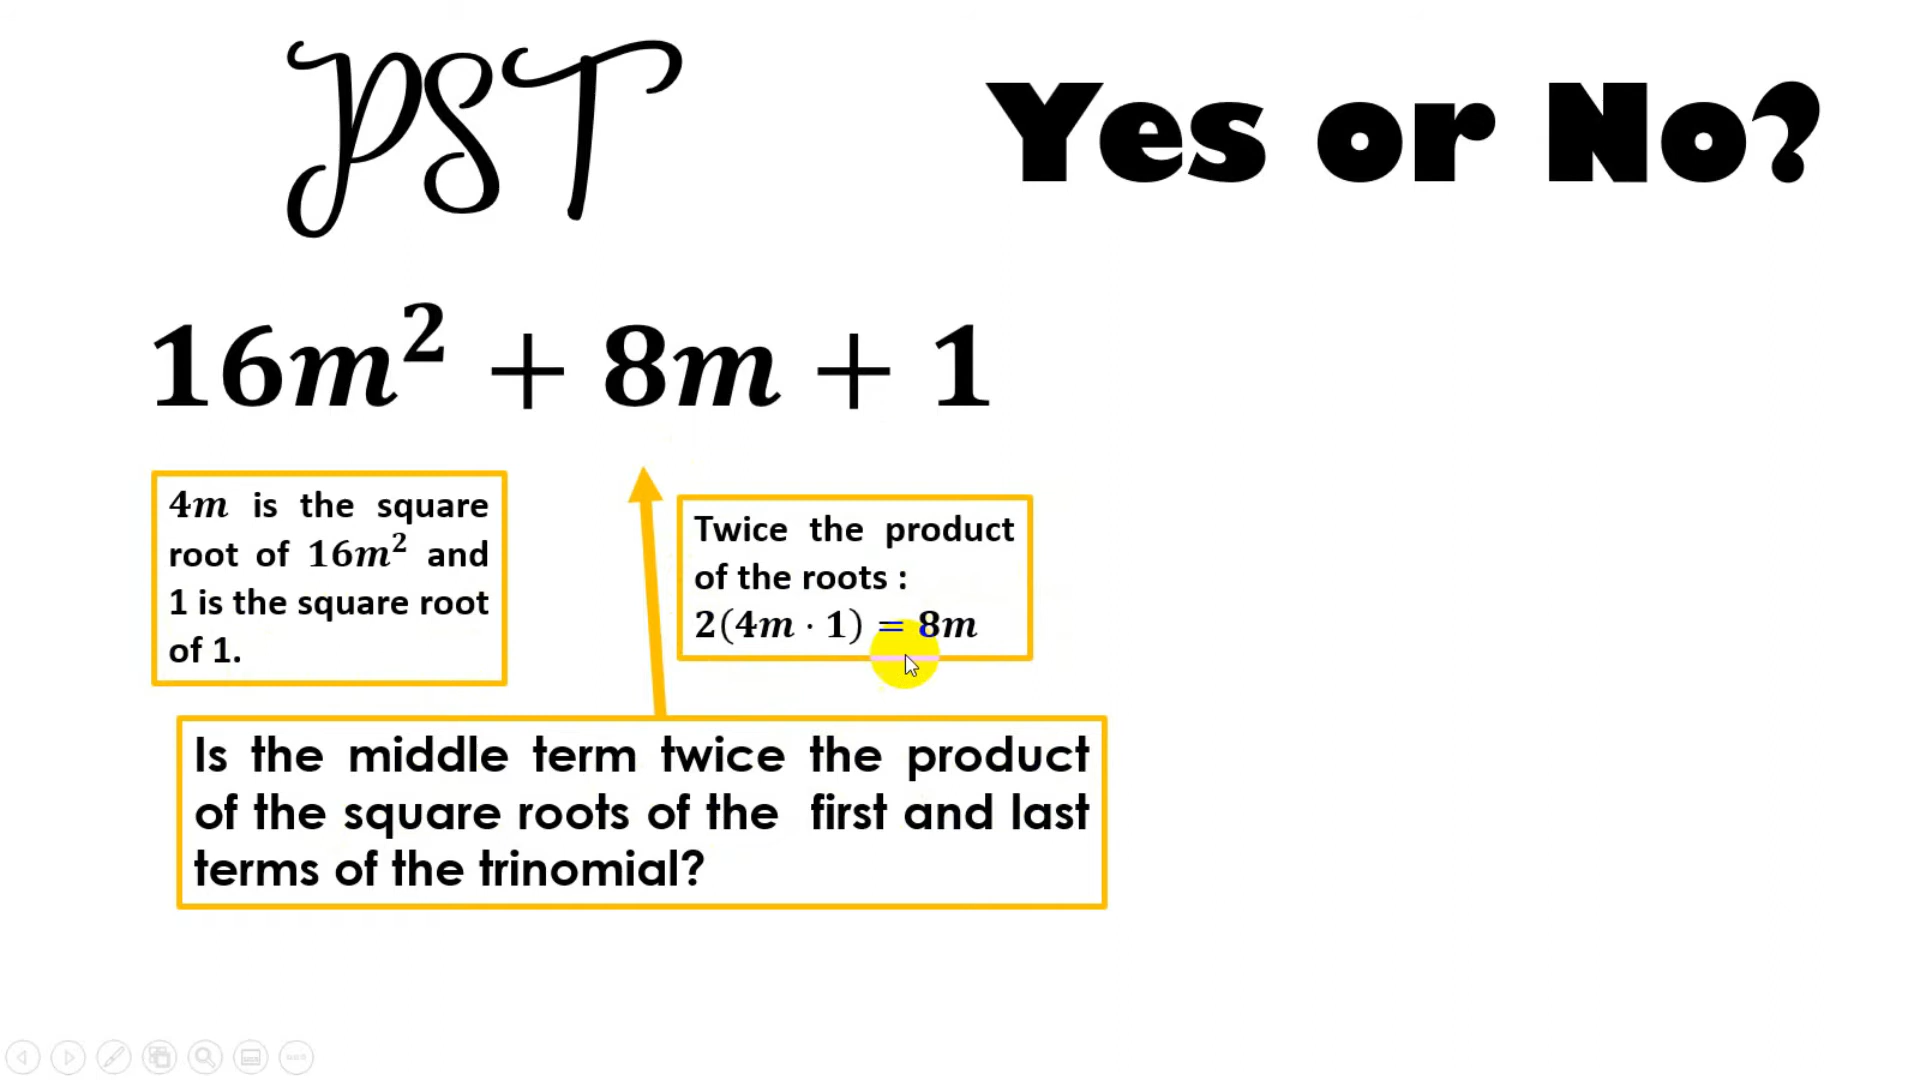 PST
Yes or No?
16m² + 8m + 1
4m is the square
root of 16m² and
1 is the square root
of 1.
Twice the product
of the roots :
2(4m · 1) = 8m
Is the middle term twice the product
of the square roots of the first and last
terms of the trinomial?